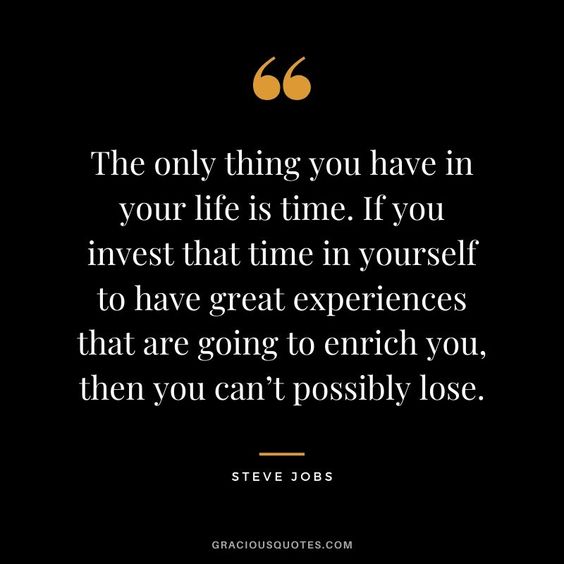 “
The only thing you have in
your life is time. If you
invest that time in yourself
to have great experiences
that are going to enrich you,
then you can’t possibly lose.
STEVE JOBS
GRACIOUSQUOTES.COM